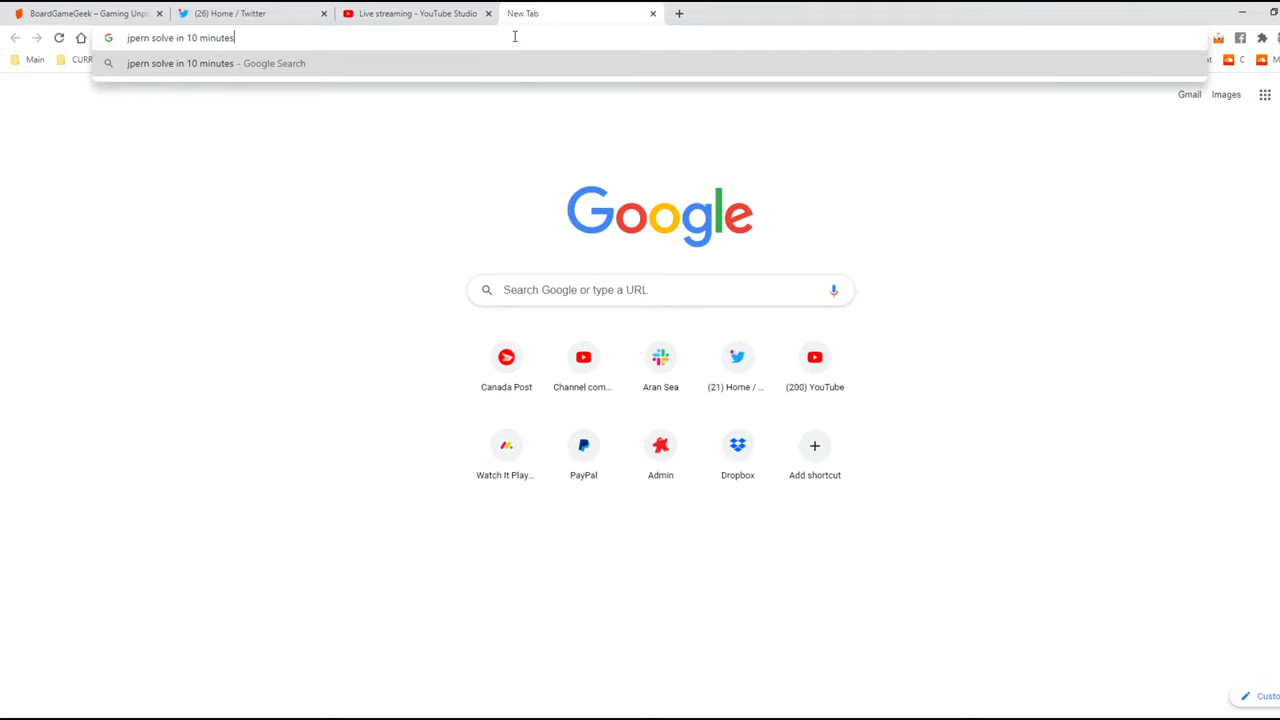 BoardGameGeek – Gaming Unpl
(26) Home / Twitter
Live streaming - YouTube Studio
New Tab
jpern solve in 10 minutes
Main
CURR
jpern solve in 10 minutes - Google Search
C
M
Gmail
Images
Google
Search Google or type a URL
Canada Post
Channel com...
Aran Sea
(21) Home / ...
(200) YouTube
Watch It Play...
PayPal
Admin
Dropbox
Add shortcut
Custo